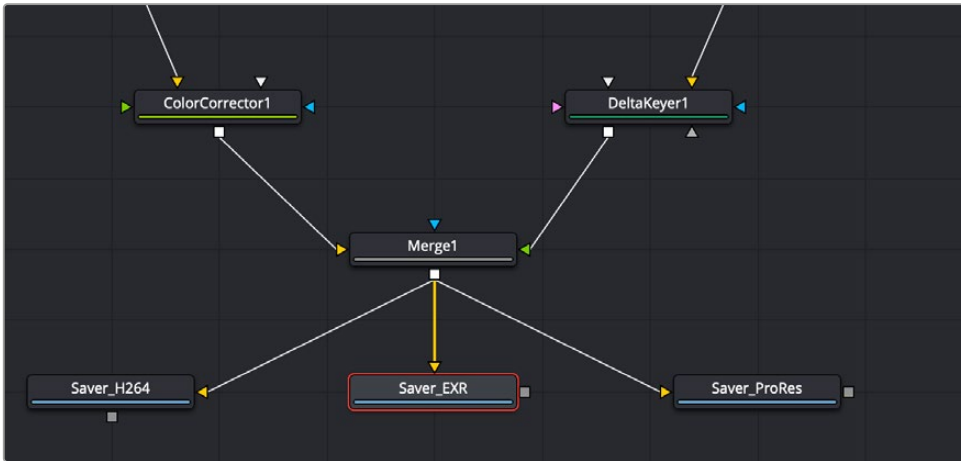 ColorCorrector1
DeltaKeyer1
Merge1
Saver_H264
Saver_EXR
Saver_ProRes